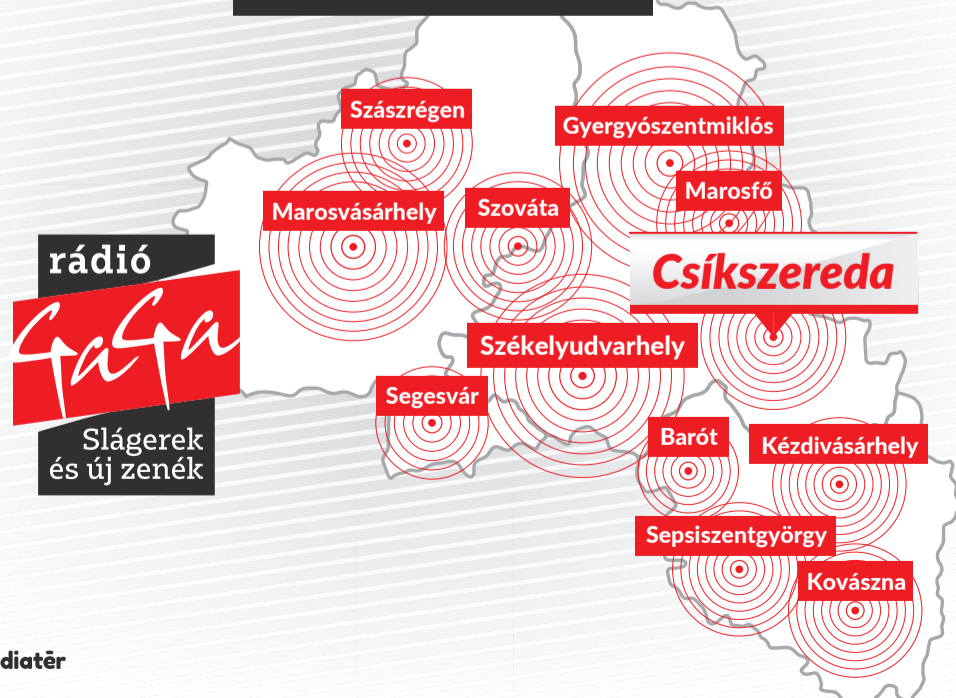 Szászrégen
Gyergyószentmiklós
Marosfő
Marosvásárhely
Szováta
rádió
GaGa
Slágerek
és új zenék
Csíkszereda
Székelyudvarhely
Segesvár
Barót
Kézdivásárhely
Sepsiszentgyörgy
Kovászna
diatēr